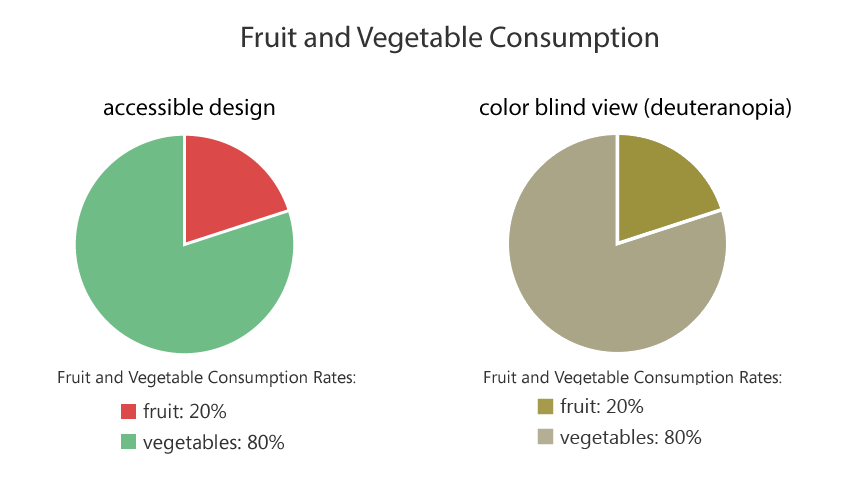 Fruit and Vegetable Consumption
accessible design
color blind view (deuteranopia)
Fruit and Vegetable Consumption Rates:
fruit: 20%
vegetables: 80%
Fruit and Vegetable Consumption Rates:
fruit: 20%
vegetables: 80%